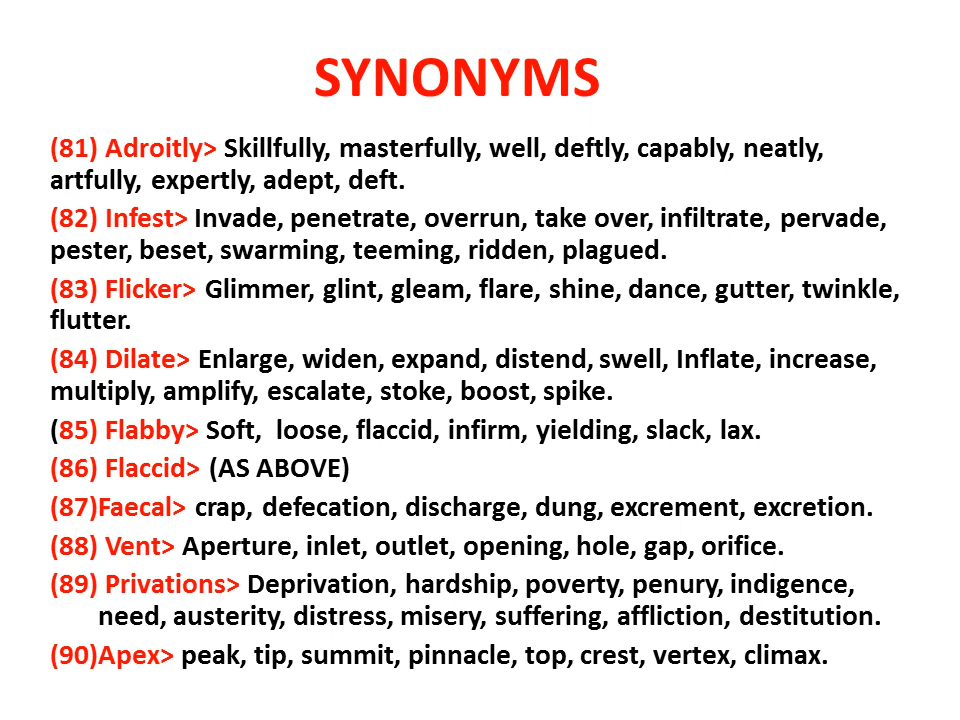 SYNONYMS
(81) Adroitly> Skillfully, masterfully, well, deftly, capably, neatly,
artfully, expertly, adept, deft.
(82) Infest> Invade, penetrate, overrun, take over, infiltrate, pervade,
pester, beset, swarming, teeming, ridden, plagued.
(83) Flicker> Glimmer, glint, gleam, flare, shine, dance, gutter, twinkle,
flutter.
(84) Dilate> Enlarge, widen, expand, distend, swell, Inflate, increase,
multiply, amplify, escalate, stoke, boost, spike.
(85) Flabby> Soft,  loose, flaccid, infirm, yielding, slack, lax.
(86) Flaccid> (AS ABOVE)
(87)Faecal> crap, defecation, discharge, dung, excrement, excretion.
(88) Vent> Aperture, inlet, outlet, opening, hole, gap, orifice.
(89) Privations> Deprivation, hardship, poverty, penury, indigence,
need, austerity, distress, misery, suffering, affliction, destitution.
(90)Apex> peak, tip, summit, pinnacle, top, crest, vertex, climax.